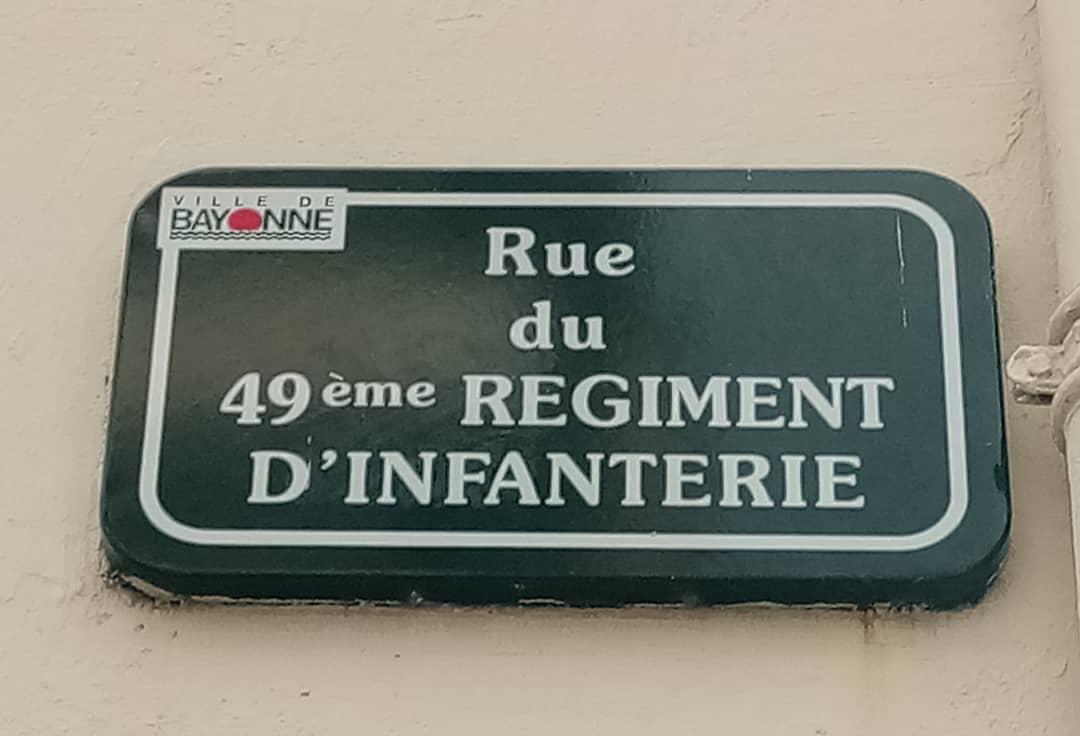 VILLE DE
BAYONNE
Rue
du
49ème REGIMENT
D'INFANTERIE